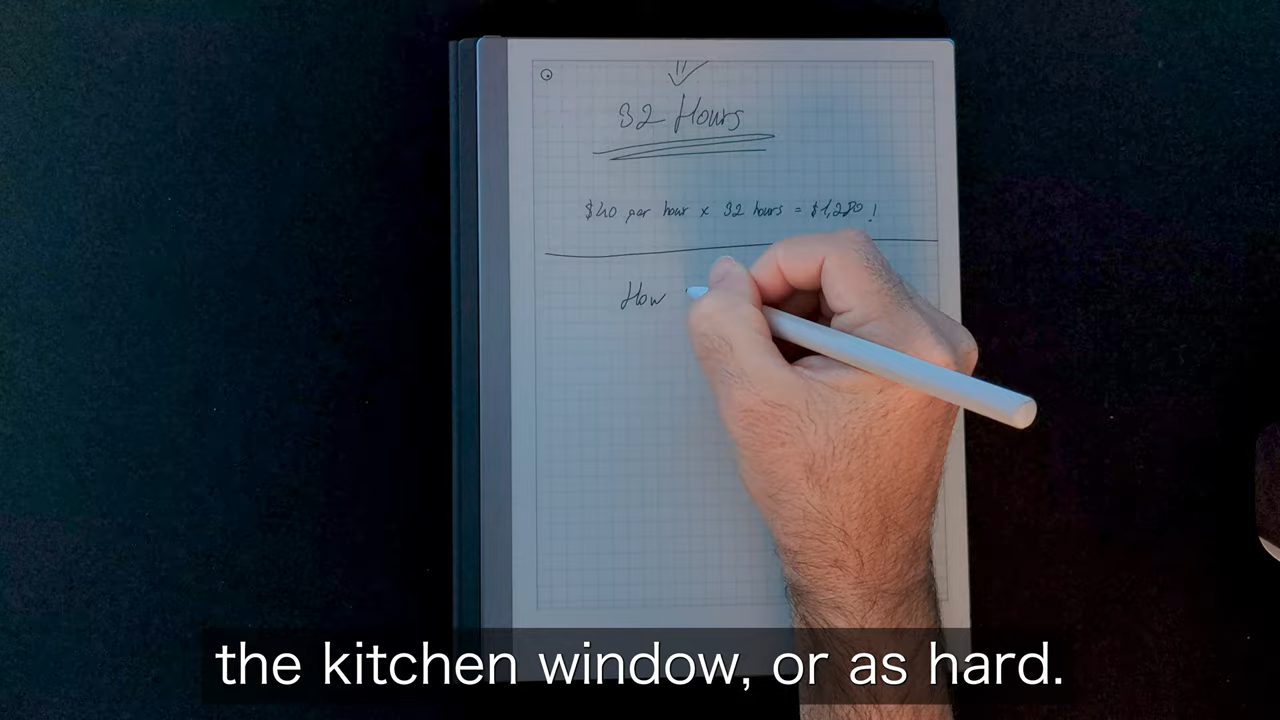 32 Hours
$40 per hour x 32 hours = $1,280!
How
the kitchen window, or as hard.